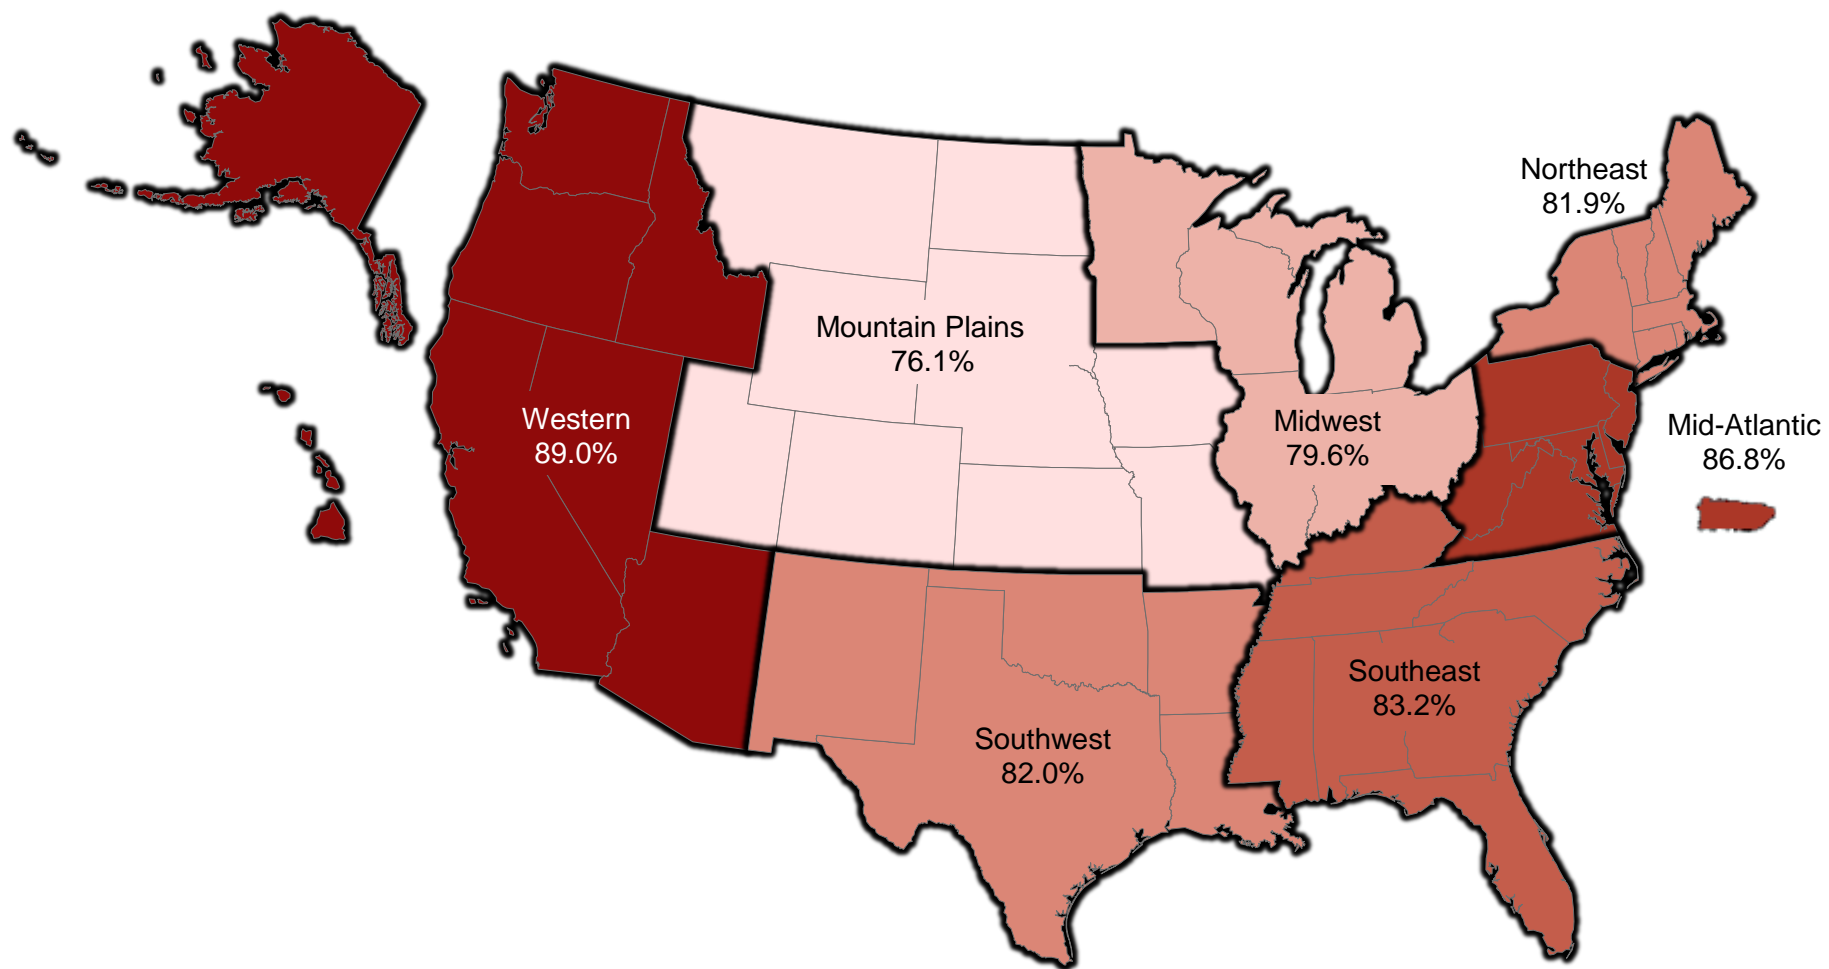 Northeast
81.9%
Mountain Plains
76.1%
Western
89.0%
Midwest
79.6%
Mid-Atlantic
86.8%
Southeast
83.2%
Southwest
82.0%